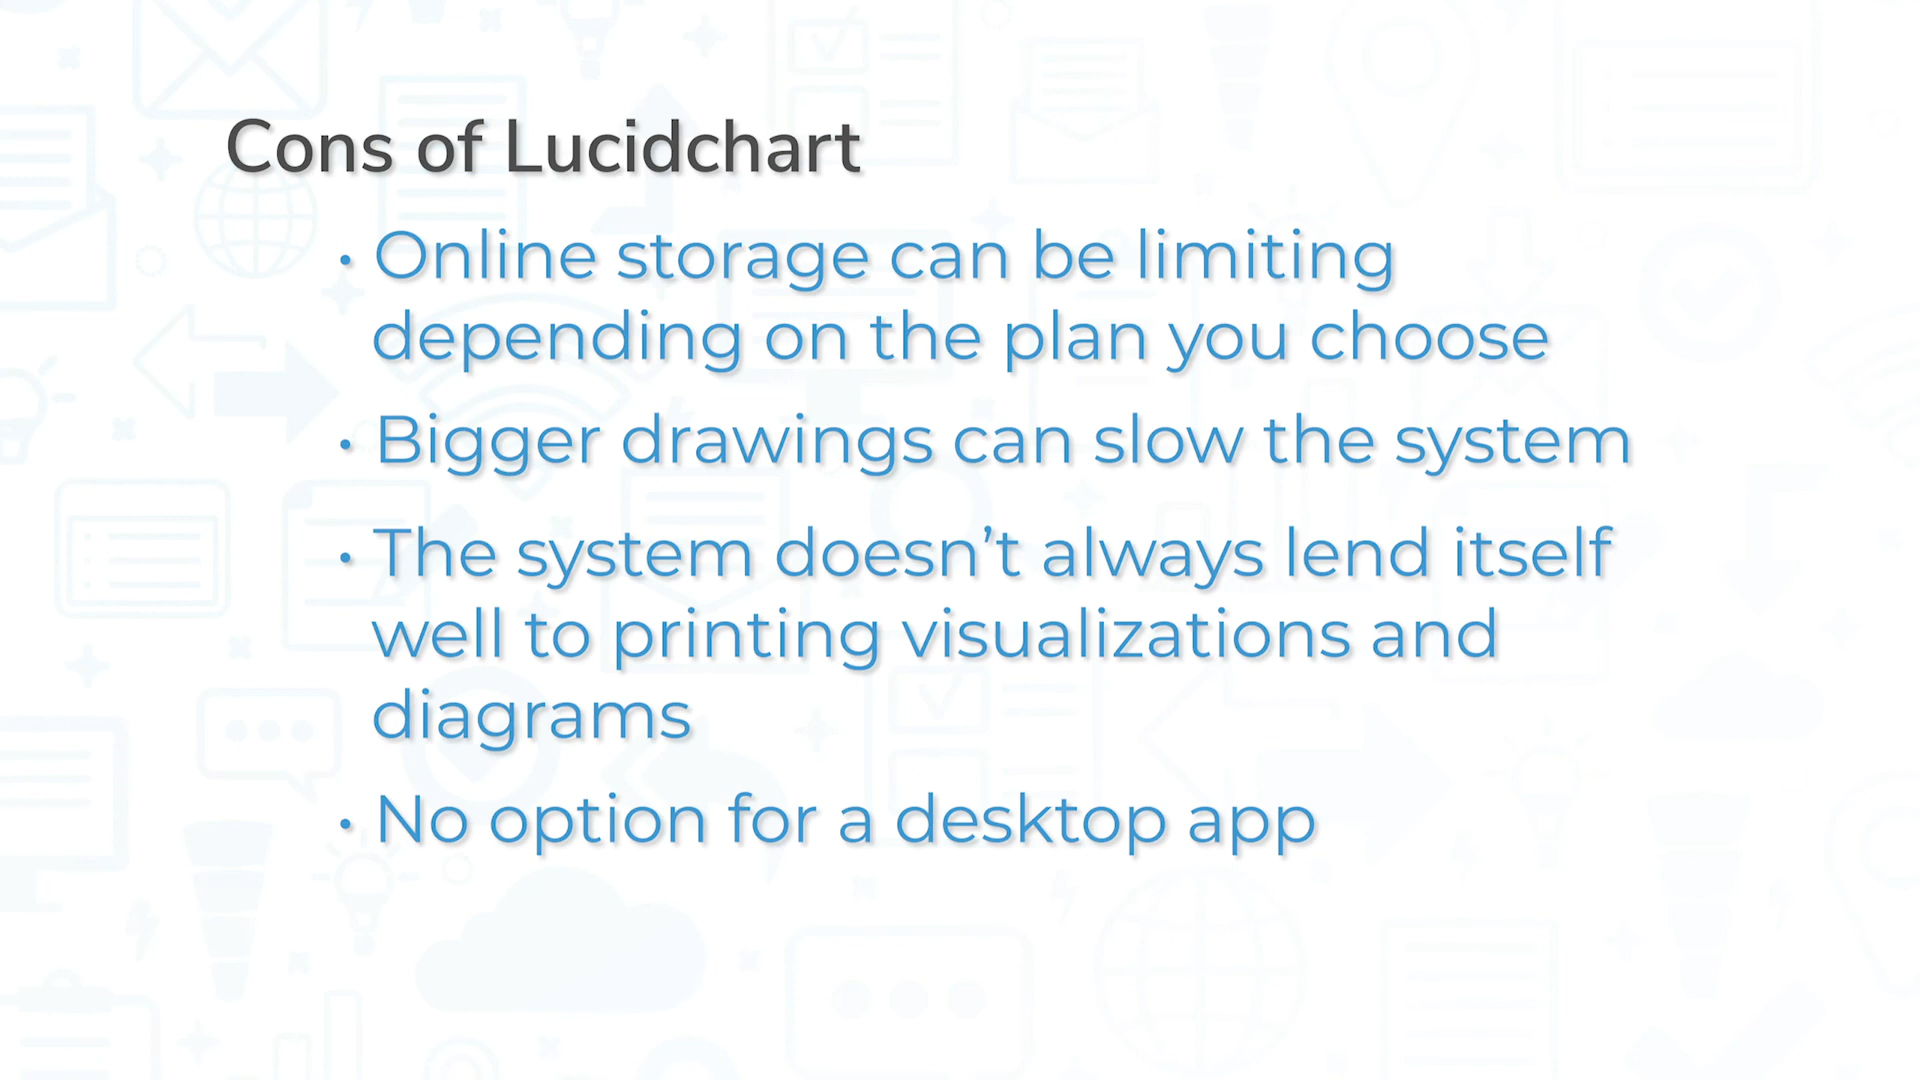 Cons of Lucidchart
• Online storage can be limiting
depending on the plan you choose
• Bigger drawings can slow the system
• The system doesn’t always lend itself
well to printing visualizations and
diagrams
• No option for a desktop app